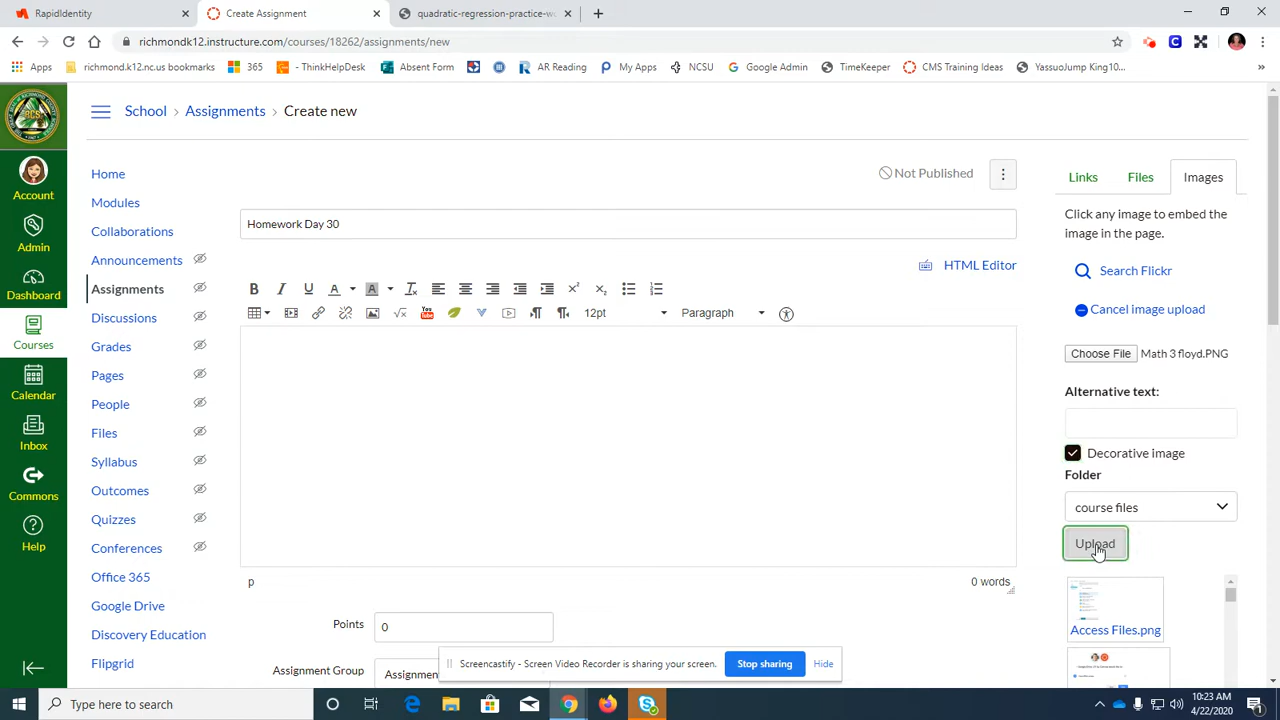 RapidIdentity
Create Assignment
quadratic-regression-practice-wo
richmondk12.instructure.com/courses/18262/assignments/new
Apps
richmond.k12.nc.us bookmarks
365
- ThinkHelpDesk
Absent Form
AR Reading
My Apps
NCSU
Google Admin
TimeKeeper
CMS Training Ideas
YassuoJump King10...
RCS
Account
Admin
Dashboard
Courses
Calendar
Inbox
Commons
Help
School > Assignments > Create new
Home
Modules
Collaborations
Announcements
Assignments
Discussions
Grades
Pages
People
Files
Syllabus
Outcomes
Quizzes
Conferences
Office 365
Google Drive
Discovery Education
Flipgrid
Not Published
Homework Day 30
HTML Editor
12pt
Paragraph
p
0 words
Points
0
Assignment Group
Assignmen
Links
Files
Images
Click any image to embed the
image in the page.
Search Flickr
Cancel image upload
Choose File Math 3 floyd.PNG
Alternative text:
Decorative image
Folder
course files
Upload
Access Files.png
Screencastify - Screen Video Recorder is sharing your screen.
Stop sharing
Hide
Type here to search
10:23 AM
4/22/2020